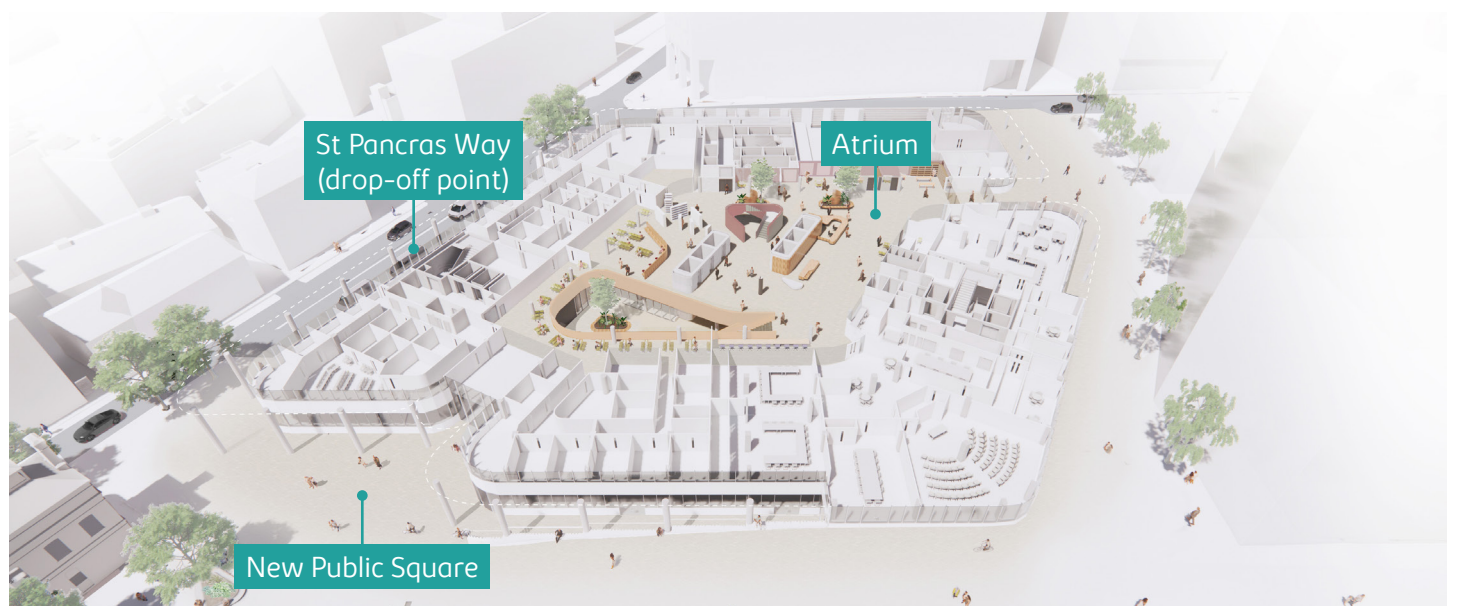 St Pancras Way
(drop-off point)
Atrium
New Public Square